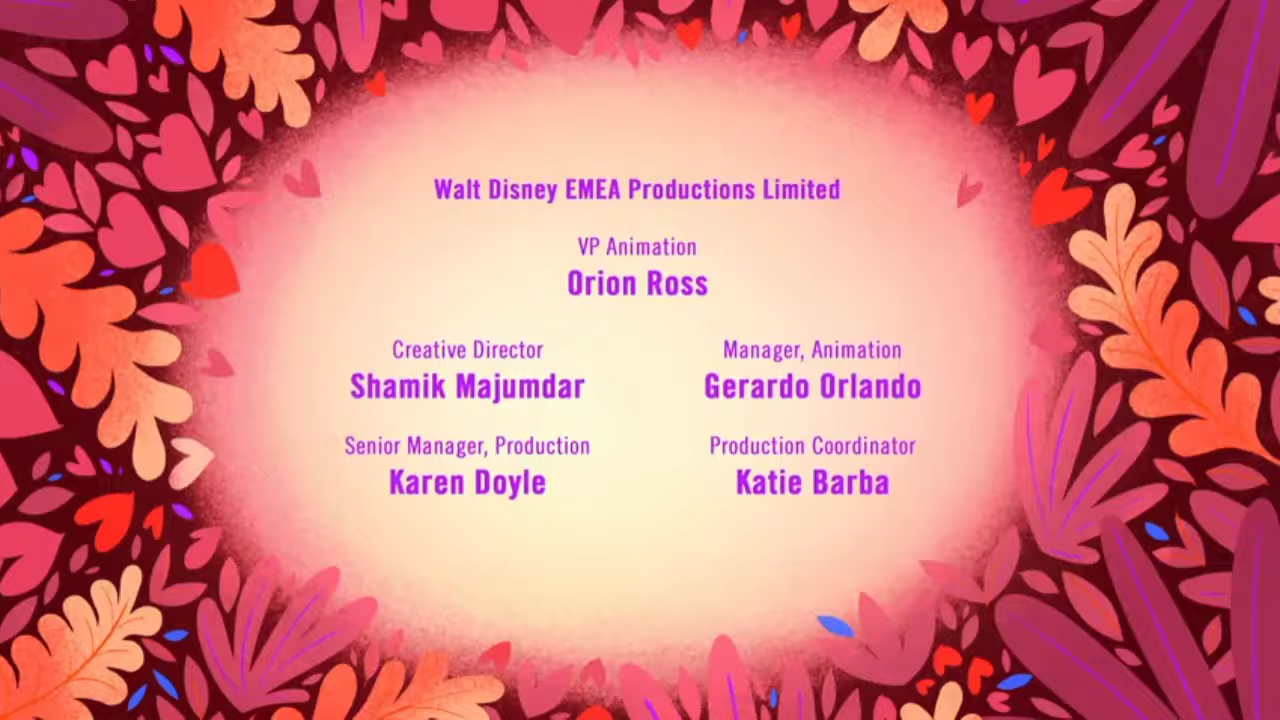 Walt Disney EMEA Productions Limited
VP Animation
Orion Ross
Creative Director
Shamik Majumdar
Manager, Animation
Gerardo Orlando
Senior Manager, Production
Karen Doyle
Production Coordinator
Katie Barba